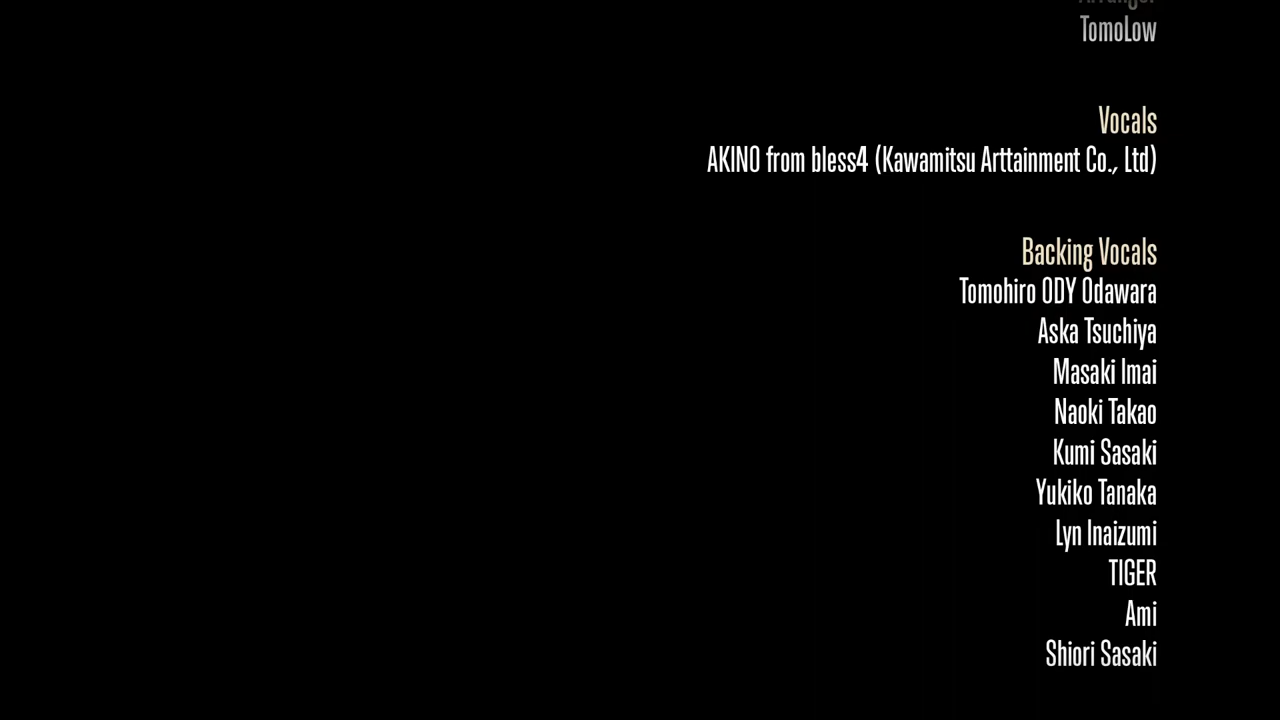 TomoLow
Vocals
AKINO from bless4 (Kawamitsu Arttainment Co., Ltd)
Backing Vocals
Tomohiro ODY Odawara
Aska Tsuchiya
Masaki Imai
Naoki Takao
Kumi Sasaki
Yukiko Tanaka
Lyn Inaizumi
TIGER
Ami
Shiori Sasaki